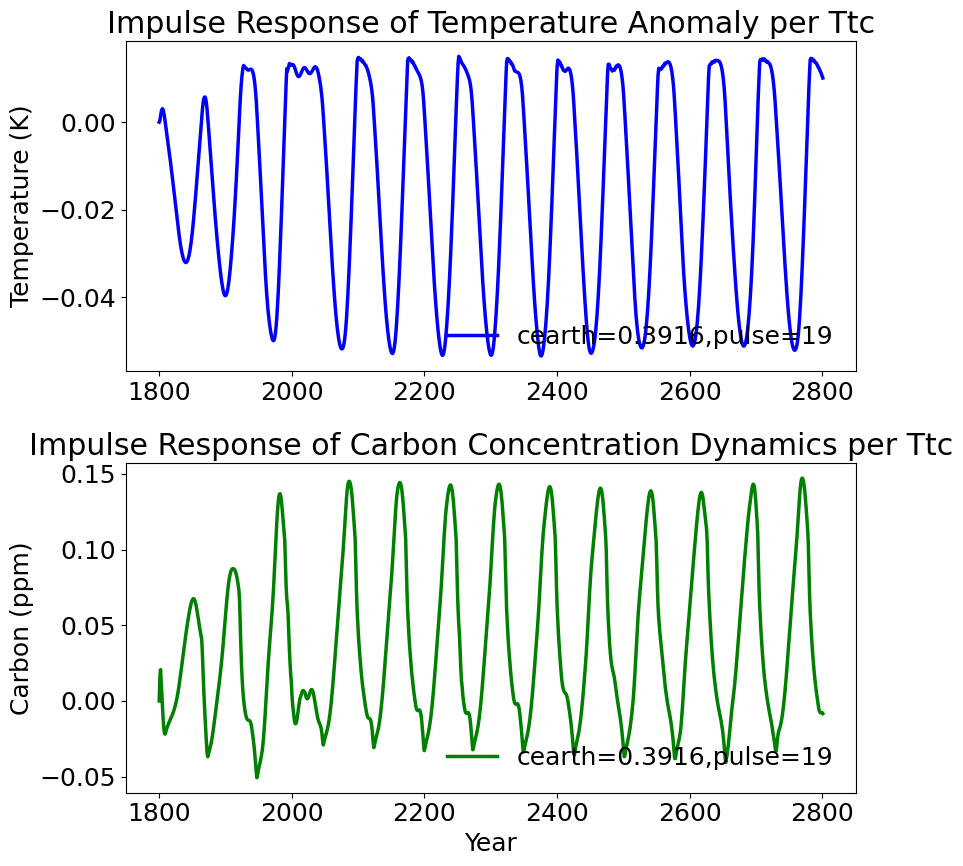 Impulse Response of Temperature Anomaly per Ttc
Temperature (K)
0.00
−0.02
−0.04
cearth=0.3916,pulse=19
1800 2000 2200 2400 2600 2800
Impulse Response of Carbon Concentration Dynamics per Ttc
Carbon (ppm)
0.15
0.10
0.05
0.00
−0.05
cearth=0.3916,pulse=19
1800 2000 2200 2400 2600 2800
Year